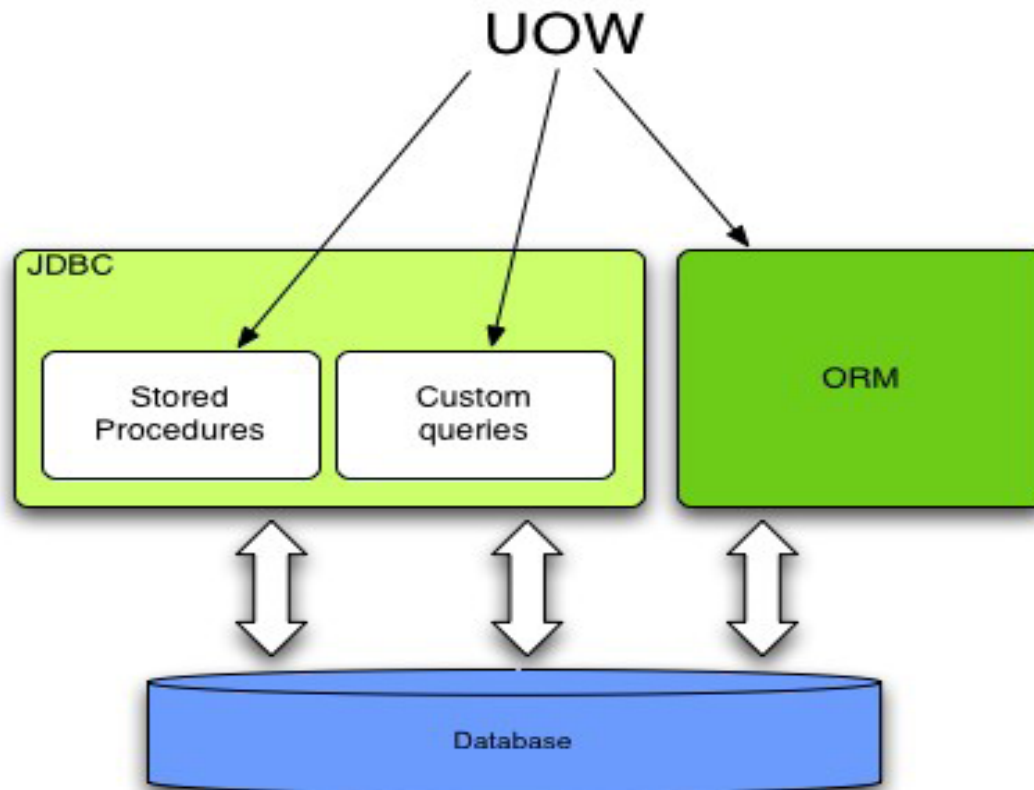 UOW
JDBC
Stored
Procedures
Custom
queries
ORM
Database